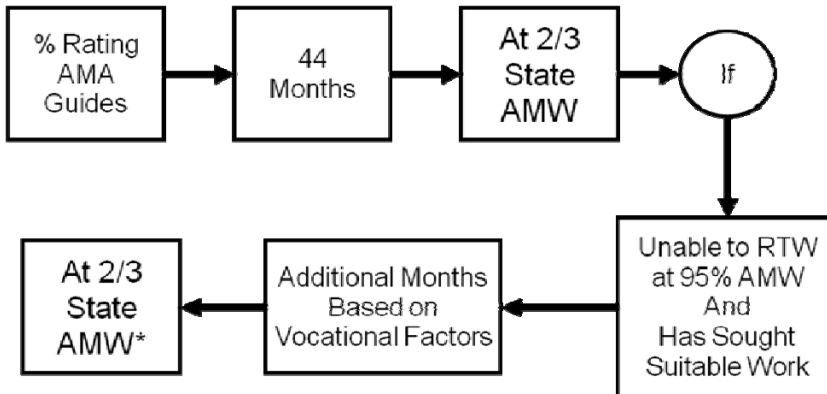 % Rating
AMA
Guides
44
Months
At 2/3
State
AMW
If
Unable to RTW
at 95% AMW
And
Has Sought
Suitable Work
Additional Months
Based on
Vocational Factors
At 2/3
State
AMW*